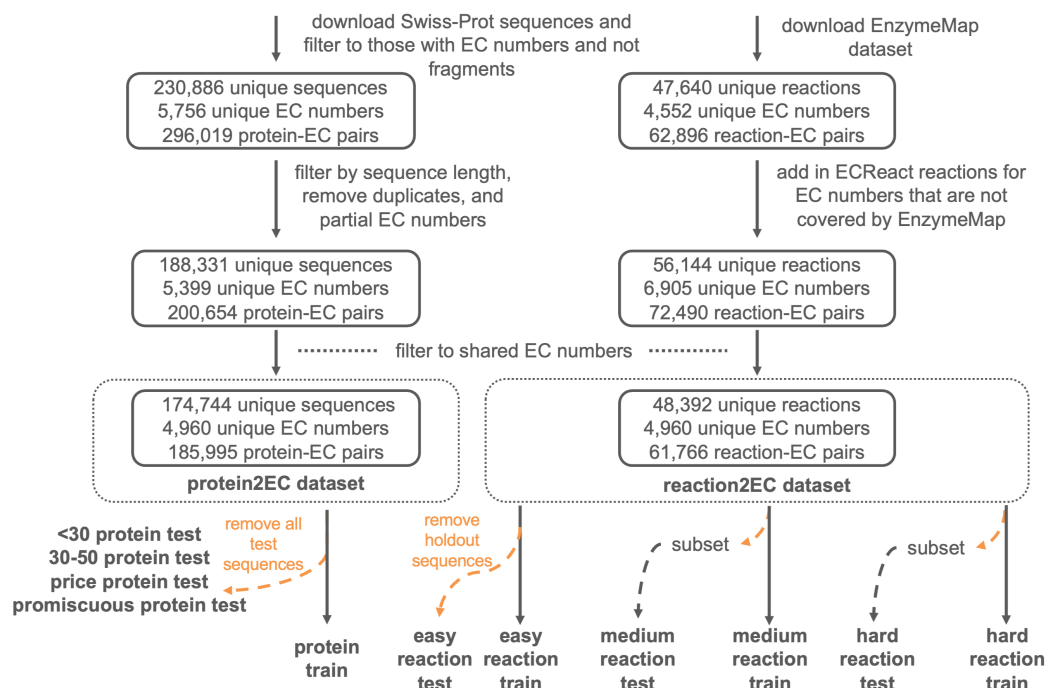 download Swiss-Prot sequences and
filter to those with EC numbers and not
fragments
download EnzymeMap
dataset
230,886 unique sequences
5,756 unique EC numbers
296,019 protein-EC pairs
47,640 unique reactions
4,552 unique EC numbers
62,896 reaction-EC pairs
filter by sequence length,
remove duplicates, and
partial EC numbers
add in ECReact reactions for
EC numbers that are not
covered by EnzymeMap
188,331 unique sequences
5,399 unique EC numbers
200,654 protein-EC pairs
56,144 unique reactions
6,905 unique EC numbers
72,490 reaction-EC pairs
filter to shared EC numbers
174,744 unique sequences
4,960 unique EC numbers
185,995 protein-EC pairs
protein2EC dataset
48,392 unique reactions
4,960 unique EC numbers
61,766 reaction-EC pairs
reaction2EC dataset
<30 protein test
30-50 protein test
price protein test
promiscuous protein test
remove all
test
sequences
remove
holdout
sequences
subset
subset
protein
train
easy
reaction
test
easy
reaction
train
medium
reaction
test
medium
reaction
train
hard
reaction
test
hard
reaction
train